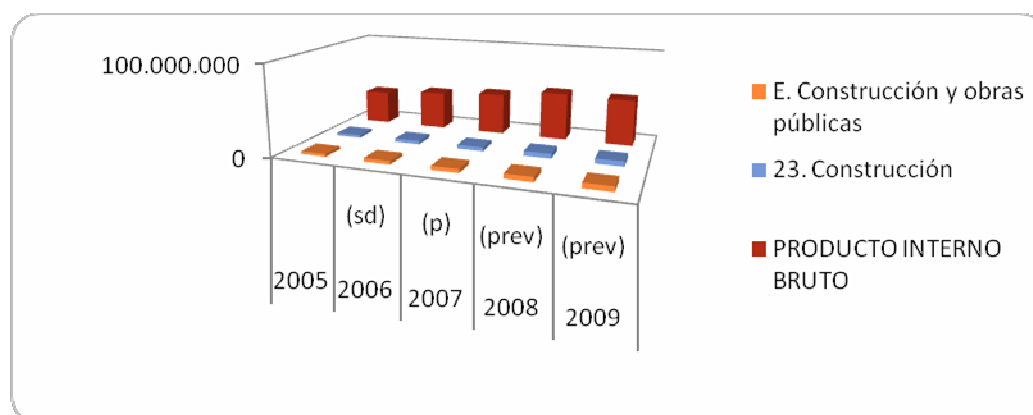 100.000.000
0
(sd)
(p)
(prev)
(prev)
2005
2006
2007
2008
2009
E. Construcción y obras
públicas
23. Construcción
PRODUCTO INTERNO
BRUTO